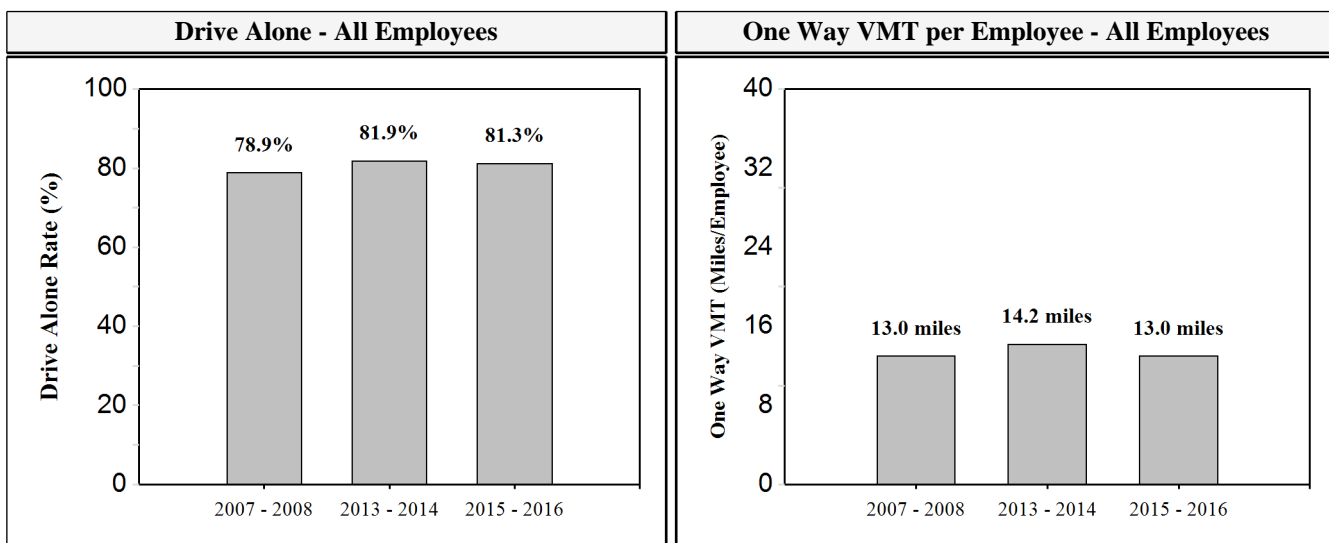 Drive Alone - All Employees
Drive Alone Rate (%)
100
80
60
40
20
0
78.9%
81.9%
81.3%
2007 - 2008
2013 - 2014
2015 - 2016
One Way VMT per Employee - All Employees
One Way VMT (Miles/Employee)
40
32
24
16
8
0
13.0 miles
14.2 miles
13.0 miles
2007 - 2008
2013 - 2014
2015 - 2016